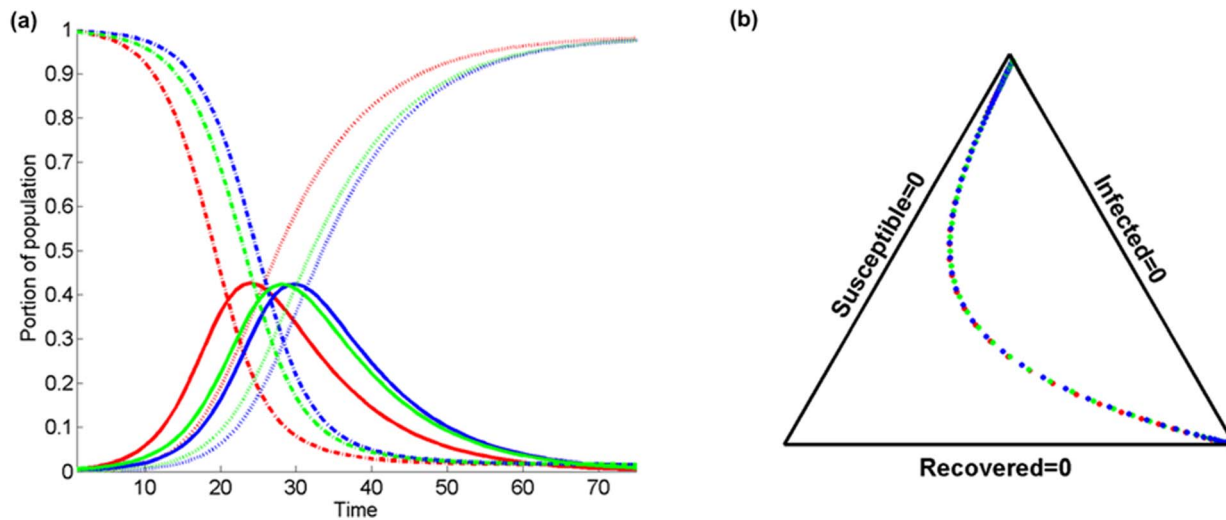 (a)
1
0.9
0.8
0.7
0.6
0.5
0.4
0.3
0.2
0.1
0
Portion of population
10 20 30 40 50 60 70
Time
(b)
Susceptible=0
Infected=0
Recovered=0